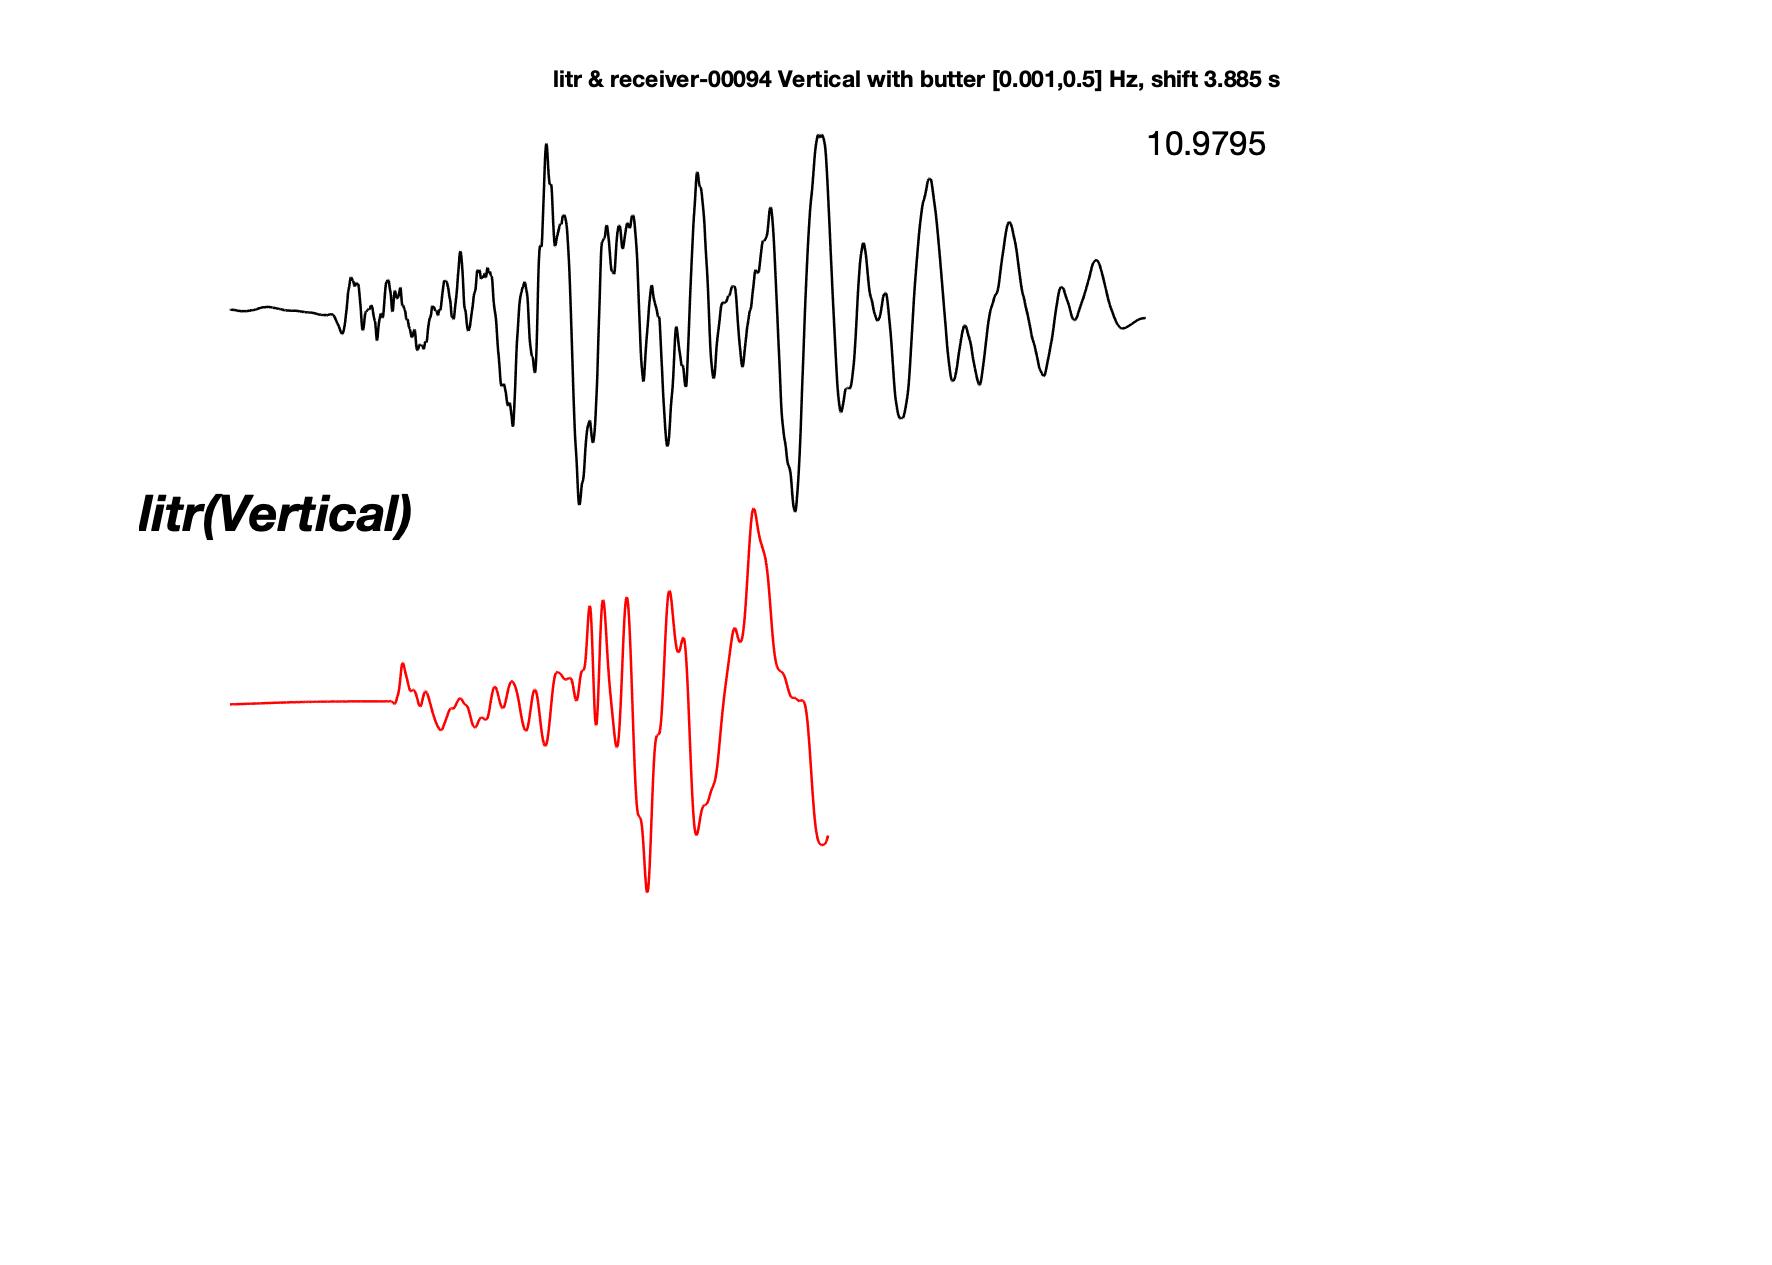 litr & receiver-00094 Vertical with butter [0.001,0.5] Hz, shift 3.885 s
10.9795
litr(Vertical)